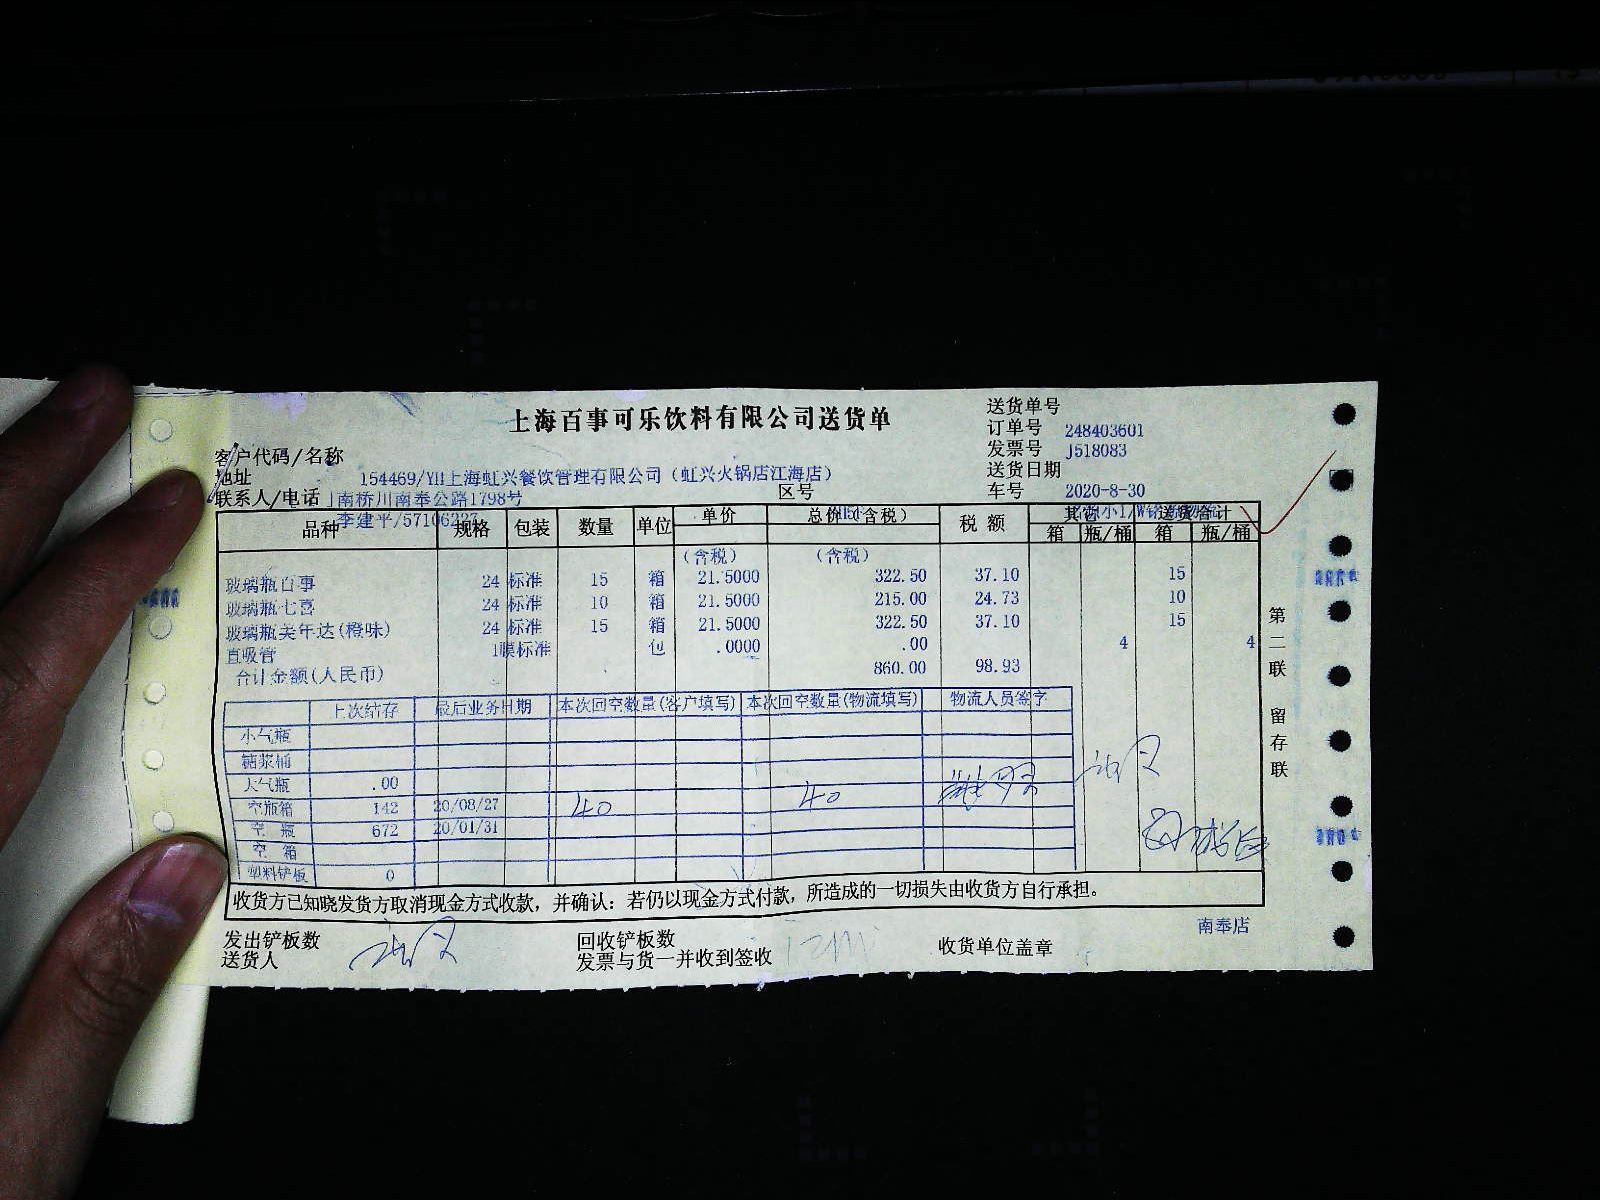 上海百事可乐饮料有限公司送货单
送货单号
订单号 248403601
发票号 J518083
送货日期
车号 2020-8-30
客户代码/名称
地址 154469/YH上海虹兴餐饮管理有限公司(虹兴火锅店江海店)
联系人/电话 南桥川南奉公路1798号 区号
李建平/57106227
品种 规格 包装 数量 单位 单价 总价(含税) 税额 其它 送货合计
箱 瓶/桶 箱 瓶/桶
(含税) (含税)
玻璃瓶百事 24 标准 15 箱 21.5000 322.50 37.10 15
玻璃瓶七喜 24 标准 10 箱 21.5000 215.00 24.73 10
玻璃瓶美年达(橙味) 24 标准 15 箱 21.5000 322.50 37.10 15
直吸管 1膜标准 包 .0000 .00 4 4
合计金额(人民币) 860.00 98.93
上次结存 最后业务日期 本次回空数量(客户填写) 本次回空数量(物流填写) 物流人员签字
小气瓶
糖浆桶
大气瓶 .00
空瓶箱 142 20/08/27 40 40
空 瓶 672 20/01/31
空 箱
塑料铲板 0
第二联 留存联
收货方已知晓发货方取消现金方式收款,并确认:若仍以现金方式付款,所造成的一切损失由收货方自行承担。
南奉店
发出铲板数 回收铲板数
送货人 发票与货一并收到签收 收货单位盖章